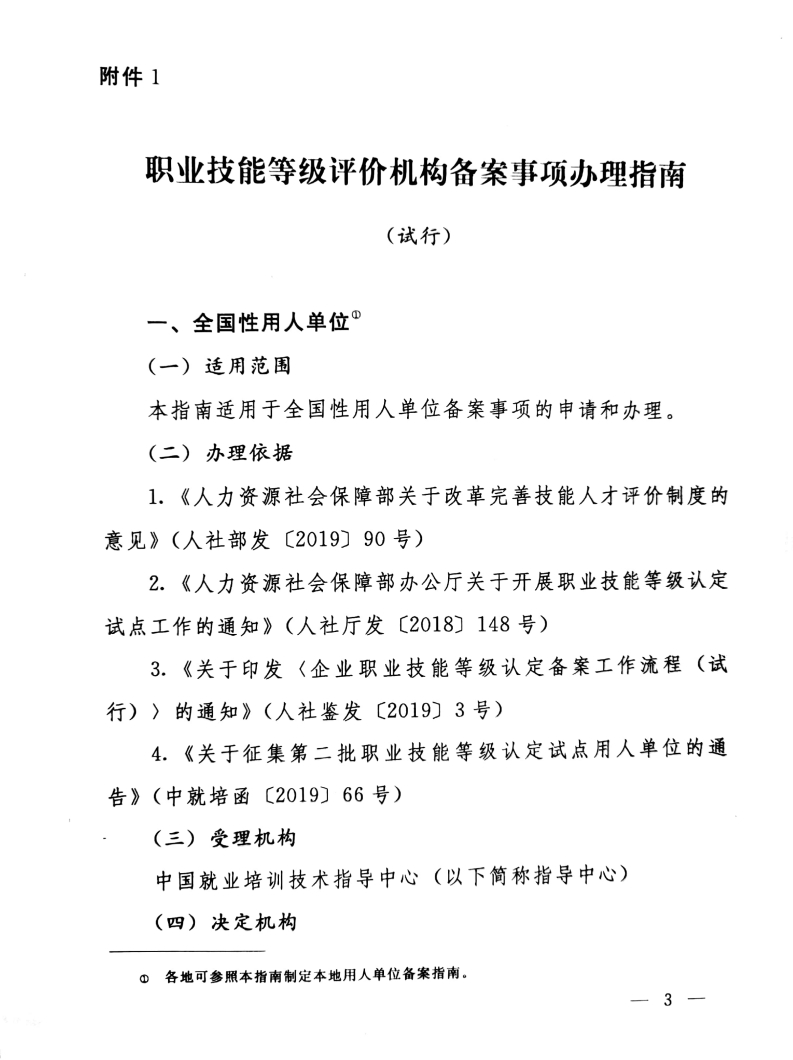 附件 1
职业技能等级评价机构备案事项办理指南
（试行）
一、全国性用人单位①
（一）适用范围
本指南适用于全国性用人单位备案事项的申请和办理。
（二）办理依据
1.《人力资源社会保障部关于改革完善技能人才评价制度的
意见》（人社部发〔2019〕90 号）
2.《人力资源社会保障部办公厅关于开展职业技能等级认定
试点工作的通知》（人社厅发〔2018〕148 号）
3.《关于印发〈企业职业技能等级认定备案工作流程（试
行）〉的通知》（人社鉴发〔2019〕3 号）
4.《关于征集第二批职业技能等级认定试点用人单位的通
告》（中就培函〔2019〕66 号）
（三）受理机构
中国就业培训技术指导中心（以下简称指导中心）
（四）决定机构
① 各地可参照本指南制定本地用人单位备案指南。
— 3 —